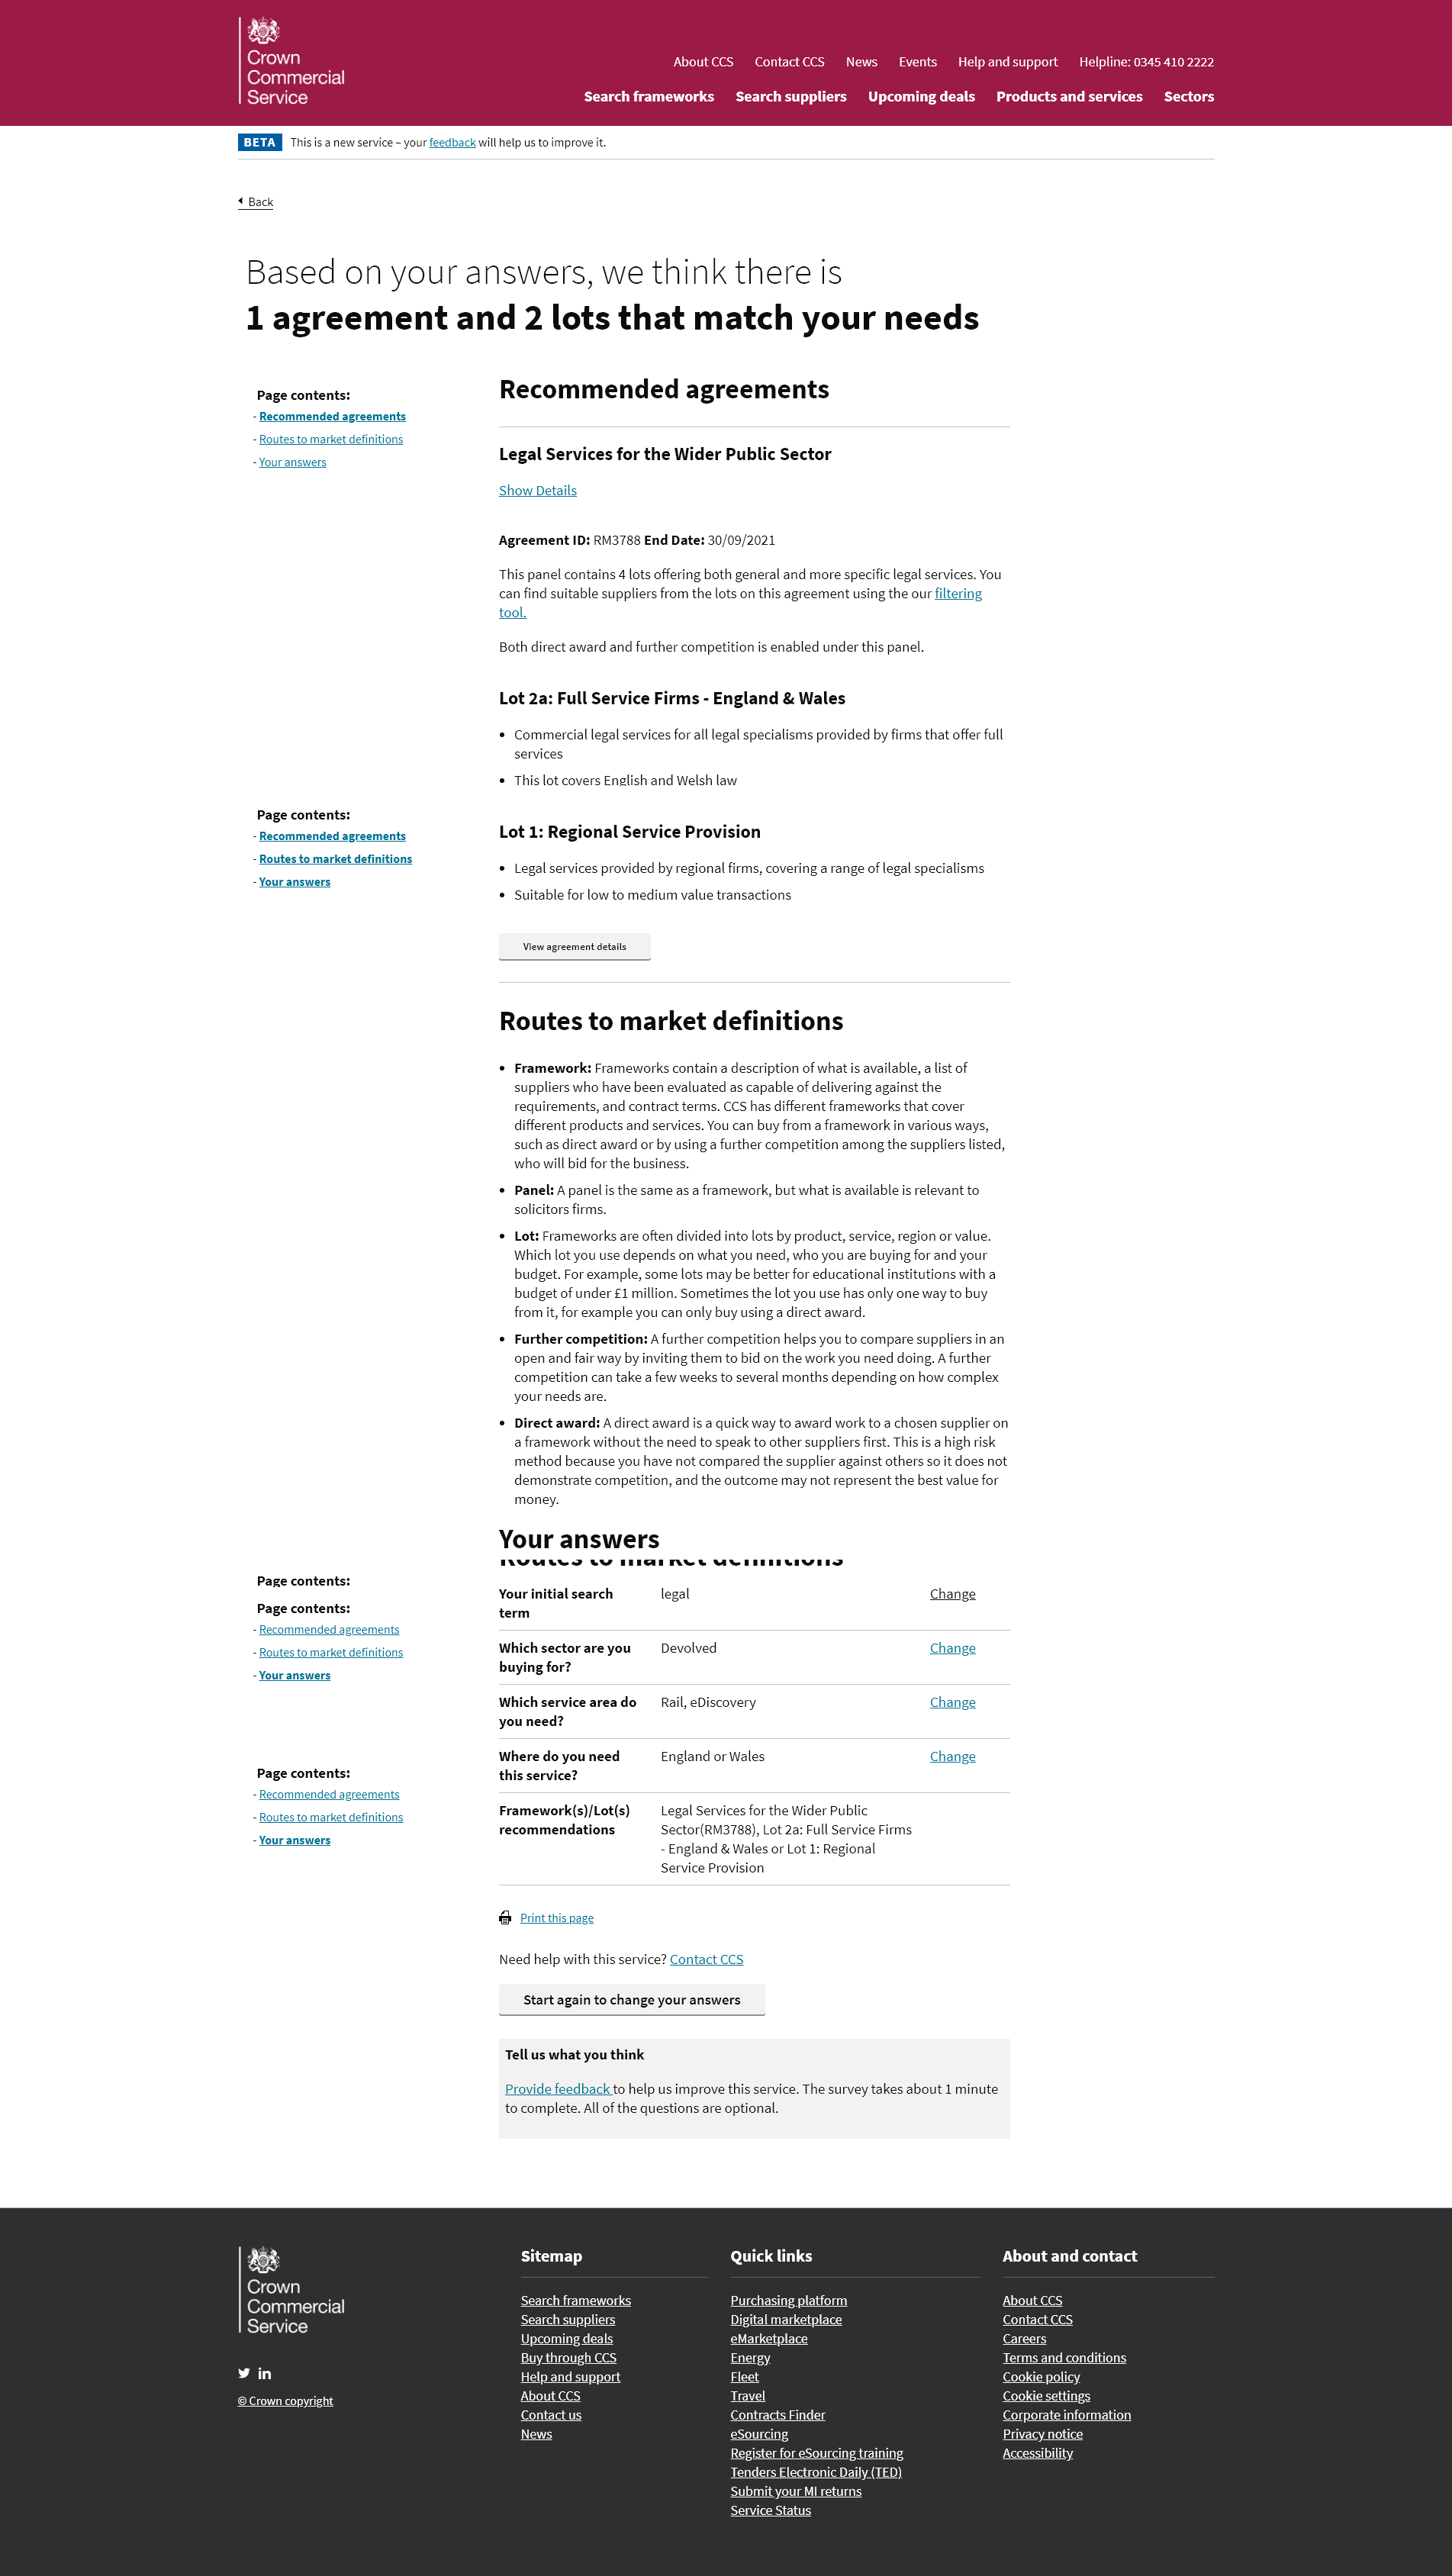 Crown
Commercial
Service
About CCS Contact CCS News Events Help and support Helpline: 0345 410 2222
Search frameworks Search suppliers Upcoming deals Products and services Sectors
BETA This is a new service – your feedback will help us to improve it.
Back
Based on your answers, we think there is
1 agreement and 2 lots that match your needs
Page contents:
- Recommended agreements
- Routes to market definitions
- Your answers
Recommended agreements
Legal Services for the Wider Public Sector
Show Details
Agreement ID: RM3788 End Date: 30/09/2021
This panel contains 4 lots offering both general and more specific legal services. You
can find suitable suppliers from the lots on this agreement using the our filtering
tool.
Both direct award and further competition is enabled under this panel.
Lot 2a: Full Service Firms - England & Wales
• Commercial legal services for all legal specialisms provided by firms that offer full
services
• This lot covers English and Welsh law
Page contents:
- Recommended agreements
- Routes to market definitions
- Your answers
Lot 1: Regional Service Provision
• Legal services provided by regional firms, covering a range of legal specialisms
• Suitable for low to medium value transactions
View agreement details
Routes to market definitions
• Framework: Frameworks contain a description of what is available, a list of
suppliers who have been evaluated as capable of delivering against the
requirements, and contract terms. CCS has different frameworks that cover
different products and services. You can buy from a framework in various ways,
such as direct award or by using a further competition among the suppliers listed,
who will bid for the business.
• Panel: A panel is the same as a framework, but what is available is relevant to
solicitors firms.
• Lot: Frameworks are often divided into lots by product, service, region or value.
Which lot you use depends on what you need, who you are buying for and your
budget. For example, some lots may be better for educational institutions with a
budget of under £1 million. Sometimes the lot you use has only one way to buy
from it, for example you can only buy using a direct award.
• Further competition: A further competition helps you to compare suppliers in an
open and fair way by inviting them to bid on the work you need doing. A further
competition can take a few weeks to several months depending on how complex
your needs are.
• Direct award: A direct award is a quick way to award work to a chosen supplier on
a framework without the need to speak to other suppliers first. This is a high risk
method because you have not compared the supplier against others so it does not
demonstrate competition, and the outcome may not represent the best value for
money.
Your answers
Routes to market definitions
Page contents:
Page contents:
- Recommended agreements
- Routes to market definitions
- Your answers
Page contents:
- Recommended agreements
- Routes to market definitions
- Your answers
Your initial search legal Change
term
Which sector are you Devolved Change
buying for?
Which service area do Rail, eDiscovery Change
you need?
Where do you need England or Wales Change
this service?
Framework(s)/Lot(s) Legal Services for the Wider Public
recommendations Sector(RM3788), Lot 2a: Full Service Firms
- England & Wales or Lot 1: Regional
Service Provision
Print this page
Need help with this service? Contact CCS
Start again to change your answers
Tell us what you think
Provide feedback to help us improve this service. The survey takes about 1 minute
to complete. All of the questions are optional.
Crown
Commercial
Service
© Crown copyright
Sitemap
Search frameworks
Search suppliers
Upcoming deals
Buy through CCS
Help and support
About CCS
Contact us
News
Quick links
Purchasing platform
Digital marketplace
eMarketplace
Energy
Fleet
Travel
Contracts Finder
eSourcing
Register for eSourcing training
Tenders Electronic Daily (TED)
Submit your MI returns
Service Status
About and contact
About CCS
Contact CCS
Careers
Terms and conditions
Cookie policy
Cookie settings
Corporate information
Privacy notice
Accessibility